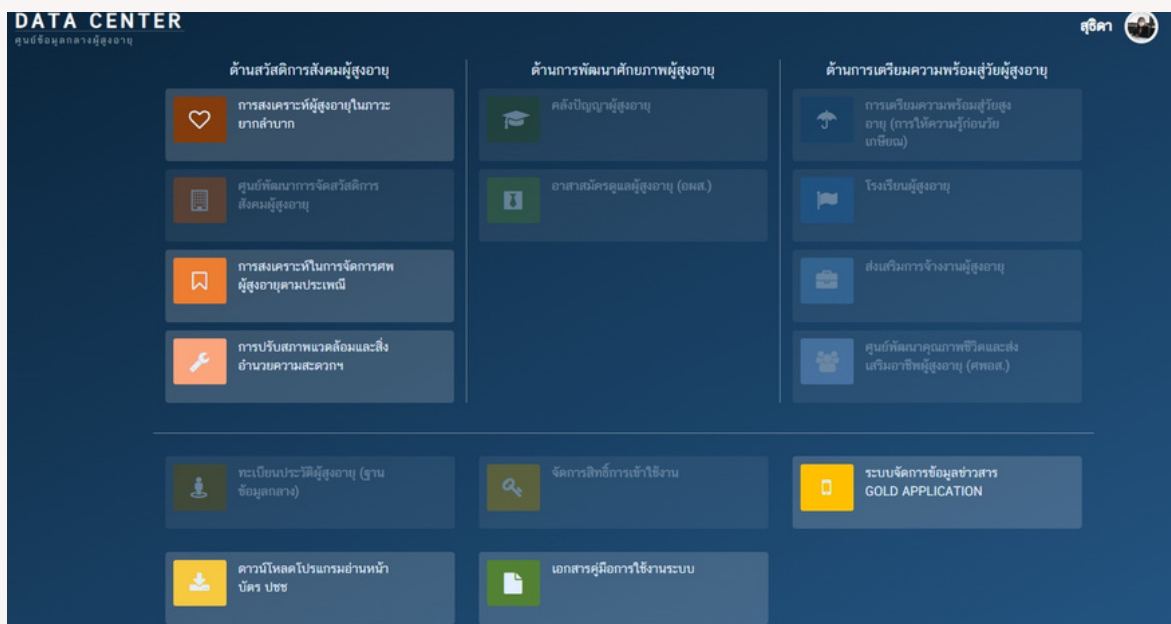 DATA CENTER
ศูนย์ข้อมูลกลางผู้สูงอายุ
สุธิดา
ด้านสวัสดิการสังคมผู้สูงอายุ
การสงเคราะห์ผู้สูงอายุในภาวะ
ยากลำบาก
ศูนย์พัฒนาการจัดสวัสดิการ
สังคมผู้สูงอายุ
การสงเคราะห์ในการจัดการศพ
ผู้สูงอายุตามประเพณี
การปรับสภาพแวดล้อมและสิ่ง
อำนวยความสะดวกฯ
ด้านการพัฒนาศักยภาพผู้สูงอายุ
คลังปัญญาผู้สูงอายุ
อาสาสมัครดูแลผู้สูงอายุ (อผส.)
ด้านการเตรียมความพร้อมสู่วัยผู้สูงอายุ
การเตรียมความพร้อมสู่วัยสูง
อายุ (การให้ความรู้ก่อนวัย
เกษียณ)
โรงเรียนผู้สูงอายุ
ส่งเสริมการจ้างงานผู้สูงอายุ
ศูนย์พัฒนาคุณภาพชีวิตและส่ง
เสริมอาชีพผู้สูงอายุ (ศพอส.)
ทะเบียนประวัติผู้สูงอายุ (ฐาน
ข้อมูลกลาง)
จัดการสิทธิ์การเข้าใช้งาน
ระบบจัดการข้อมูลข่าวสาร
GOLD APPLICATION
ดาวน์โหลดโปรแกรมอ่านหน้า
บัตร ปชช
เอกสารคู่มือการใช้งานระบบ